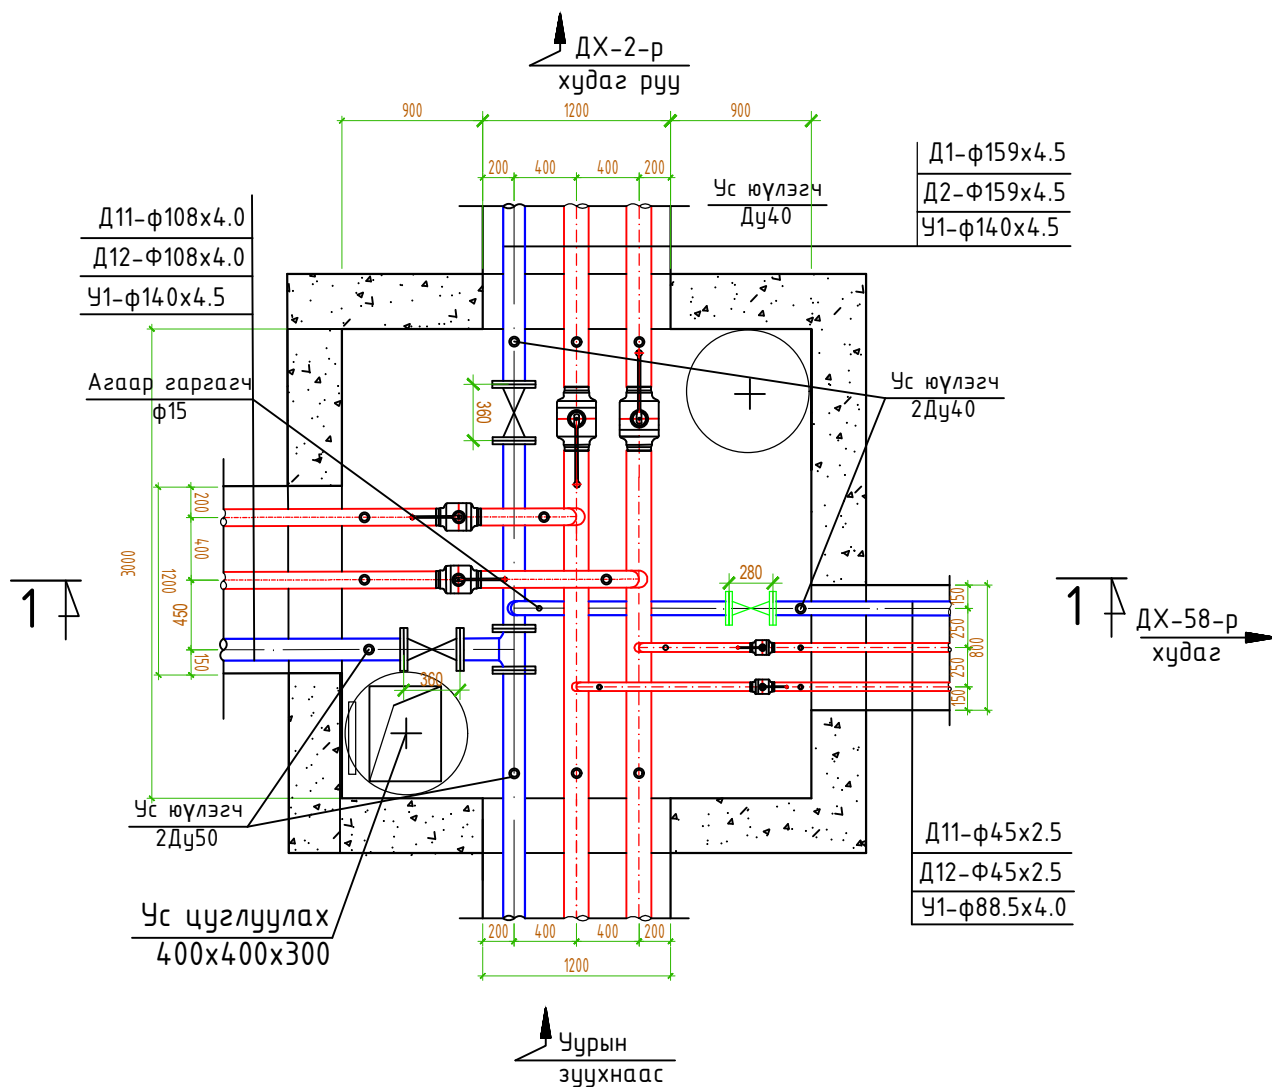 ДХ-2-р
худаг руу
900
1200
900
200
400
400
200
Ус юүлэгч
Ду40
Д1-ф159х4.5
Д2-ф159х4.5
У1-ф140х4.5
Д11-ф108х4.0
Д12-Ф108х4.0
У1-ф140х4.5
Агаар гаргагч
ф15
360
Ус юүлэгч
2Ду40
200
400
450
150
1200
3000
280
360
1
1
150
250
250
150
800
ДХ-58-р
худаг
Ус юүлэгч
2Ду50
Ус цуглуулах
400х400х300
Д11-ф45х2.5
Д12-Ф45х2.5
У1-ф88.5х4.0
200
400
400
200
1200
Уурын
зуухнаас